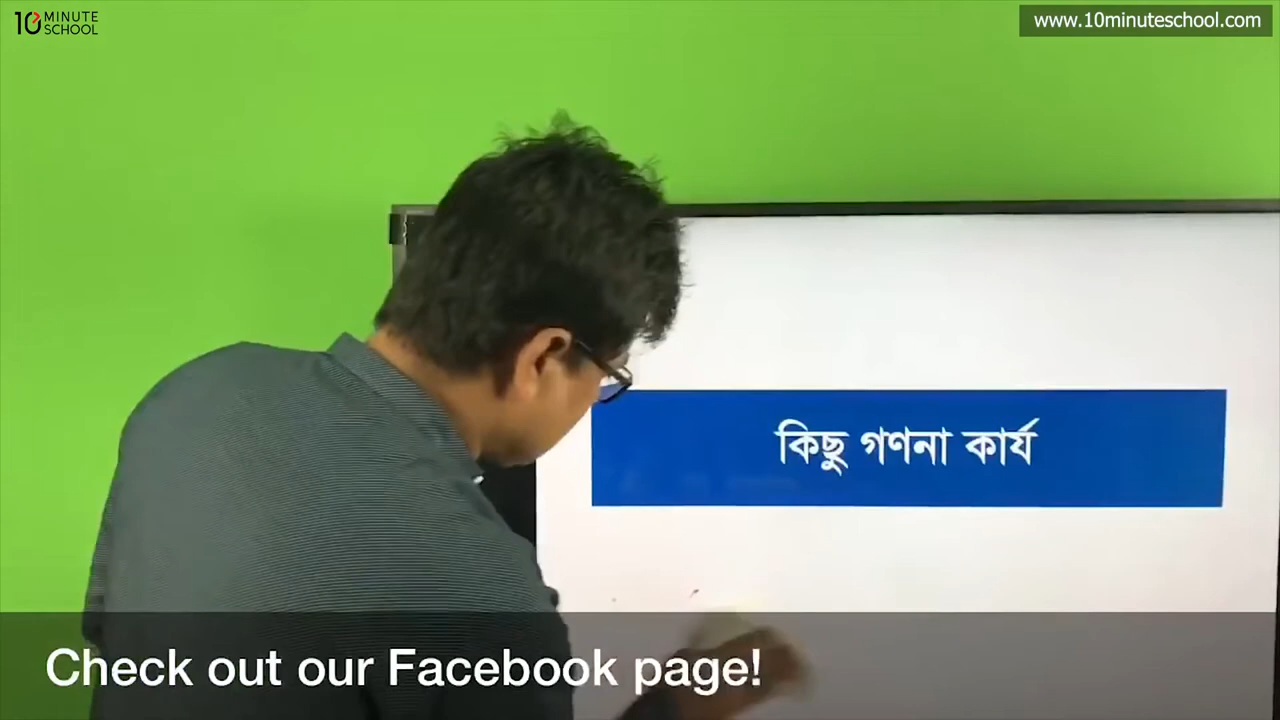 10 MINUTE SCHOOL
www.10minuteschool.com
কিছু গণনা কার্য
Check out our Facebook page!